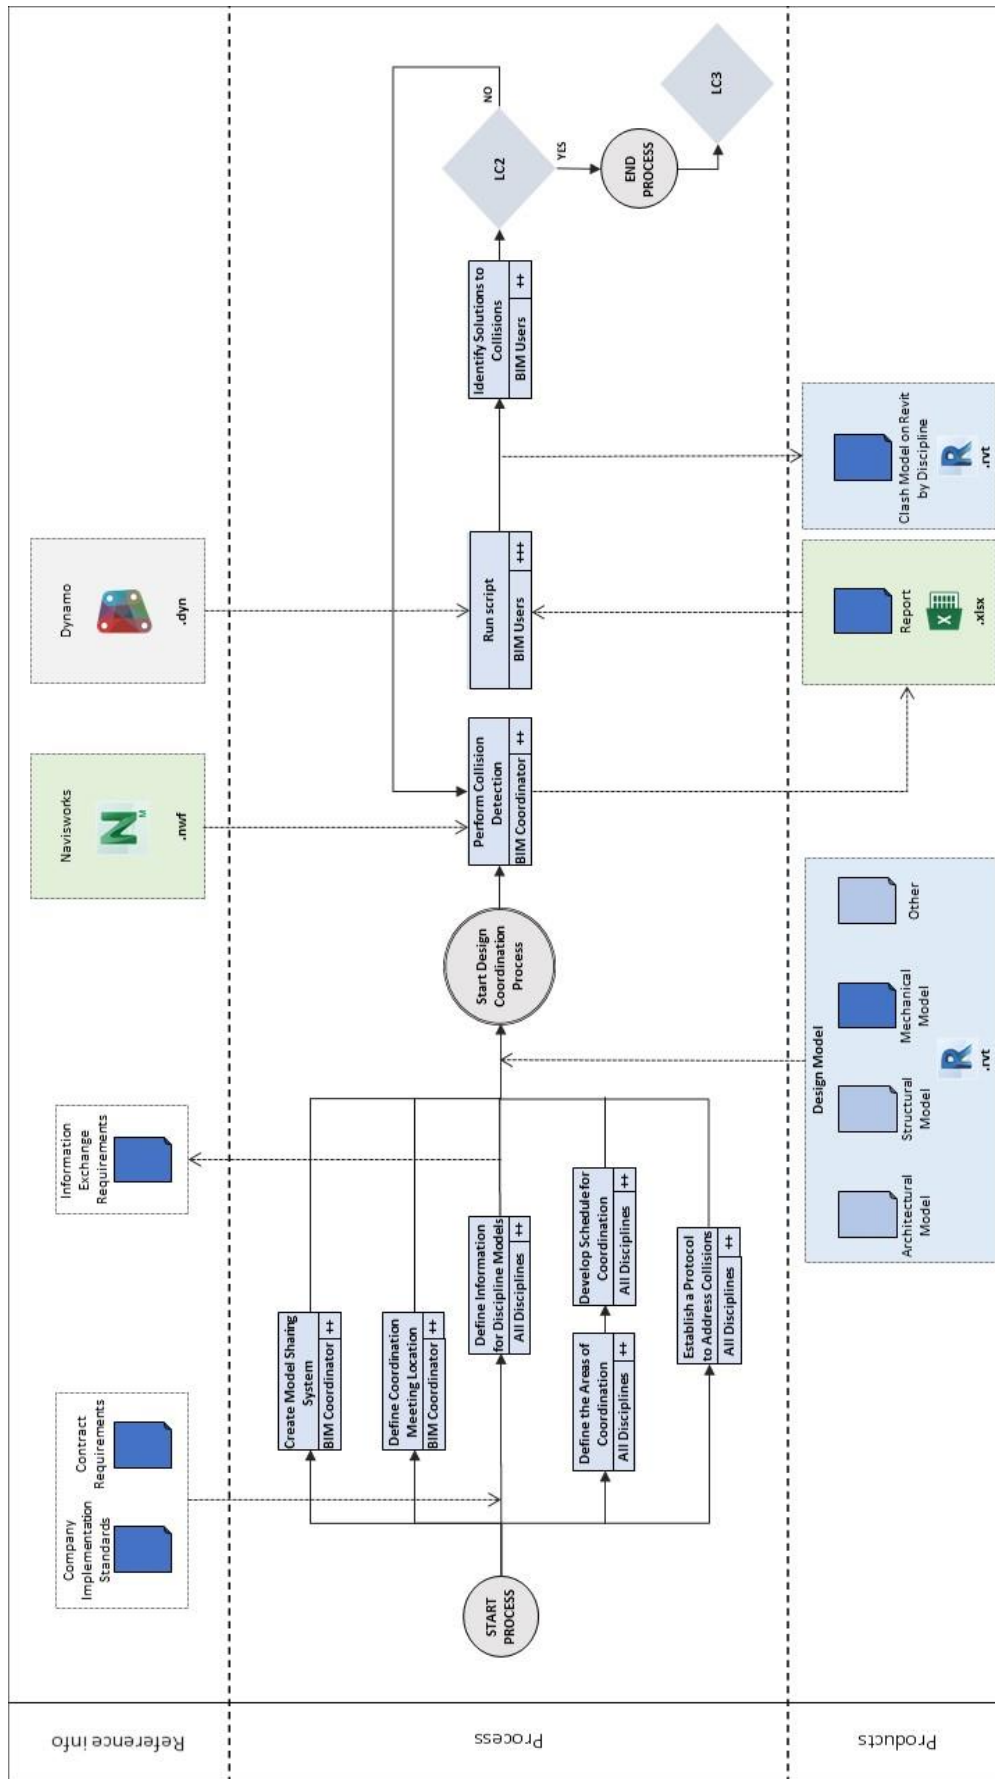 Reference info
Company
Implementation
Standards
Contract
Requirements
Information
Exchange
Requirements
Navisworks
N
M
.nwf
Dynamo
.dyn
Process
START
PROCESS
Create Model Sharing
System
BIM Coordinator
++
Define Coordination
Meeting Location
BIM Coordinator
++
Define Information
for Discipline Models
All Disciplines
++
Define the Areas of
Coordination
All Disciplines
++
Develop Schedule for
Coordination
All Disciplines
++
Establish a Protocol
to Address Collisions
All Disciplines
++
Start Design
Coordination
Process
Perform Collision
Detection
BIM Coordinator
++
Run script
BIM Users
+++
Identify Solutions to
Collisions
BIM Users
++
LC2
NO
YES
END
PROCESS
LC3
Products
Design Model
Architectural
Model
Structural
Model
Mechanical
Model
Other
R
.rvt
Report
X
.xlsx
Clash Model on Revit
by Discipline
R
.rvt